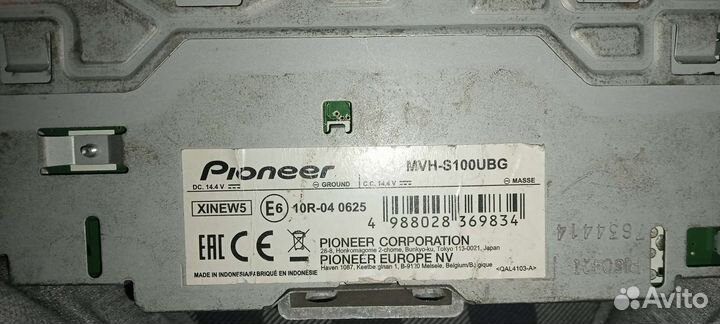 Pioneer MVH-S100UBG
DC. 14.4 V ⊖ GROUND C.C. 14.4 V ⊖ MASSE
XINEW5 E6 10R-04 0625
4 988028 369834
EAC CE
PIONEER CORPORATION
28-8, Honkomagome 2-chome, Bunkyo-ku, Tokyo 113-0021, Japan
PIONEER EUROPE NV
Haven 1087, Keetberglaan 1, B-9120 Melsele, Belgium/Belgique
MADE IN INDONESIA/FABRIQUÉ EN INDONÉSIE <QAL4103-A>
7634414
Avito